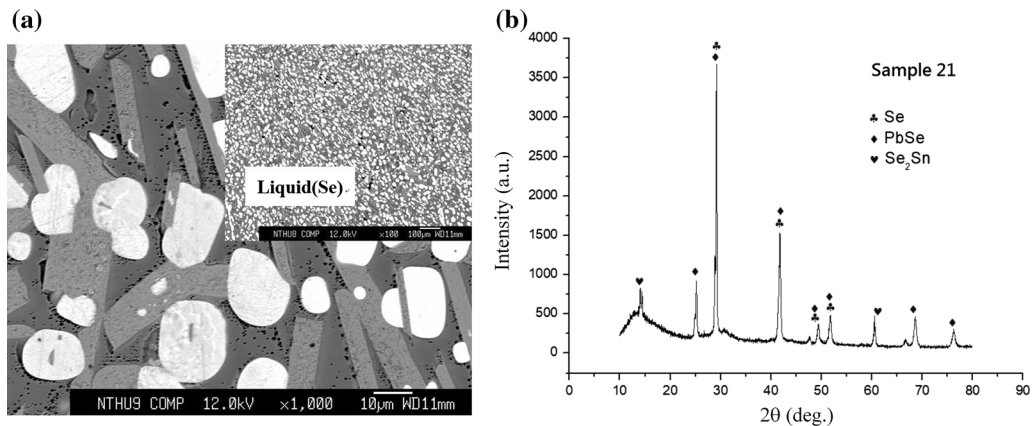 (a)
Liquid(Se)
NTHU8 COMP 12.0kV ×100 100μm WD11mm
NTHU9 COMP 12.0kV ×1,000 10μm WD11mm
(b)
4000
3500
3000
2500
2000
1500
1000
500
0
Intensity (a.u.)
Sample 21
♣ Se
♦ PbSe
♥ Se₂Sn
♣
♦
♦
♣
♥
♦
♦
♣
♦
♣
♥
♦
♦
0 10 20 30 40 50 60 70 80 90
2θ (deg.)